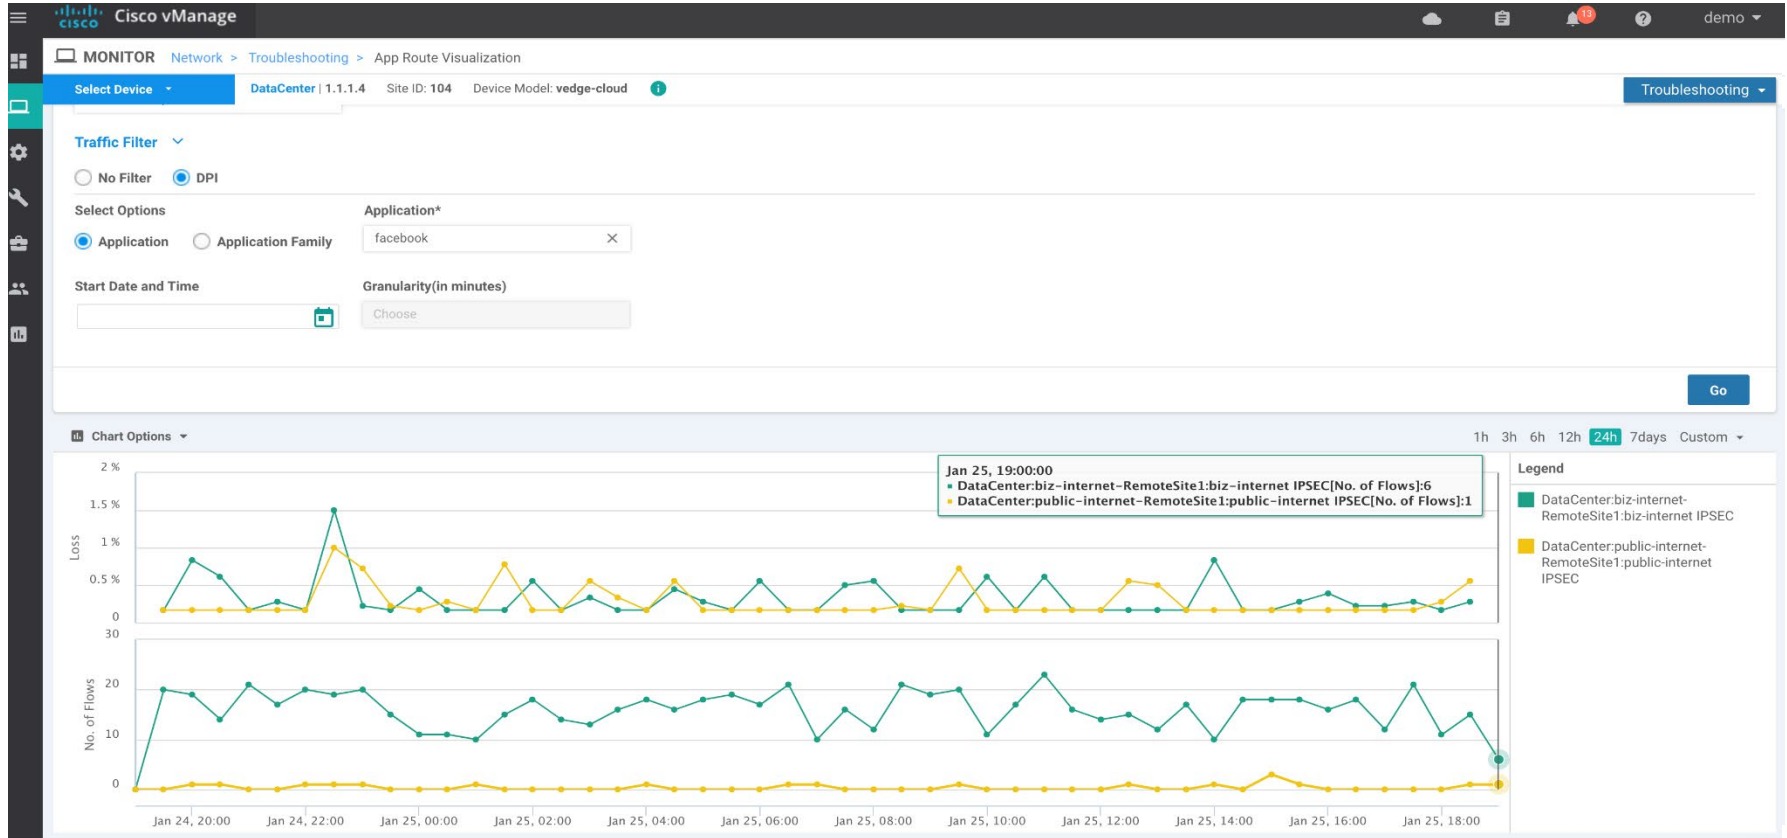 cisco Cisco vManage 13 demo
MONITOR Network > Troubleshooting > App Route Visualization
Select Device DataCenter | 1.1.1.4 Site ID: 104 Device Model: vedge-cloud i Troubleshooting
Traffic Filter
No Filter DPI
Select Options Application*
Application Application Family facebook
Start Date and Time Granularity(in minutes)
Choose
Go
Chart Options 1h 3h 6h 12h 24h 7days Custom
Jan 25, 19:00:00
DataCenter:biz-internet-RemoteSite1:biz-internet IPSEC[No. of Flows]:6
DataCenter:public-internet-RemoteSite1:public-internet IPSEC[No. of Flows]:1
Legend
DataCenter:biz-internet-
RemoteSite1:biz-internet IPSEC
DataCenter:public-internet-
RemoteSite1:public-internet
IPSEC
2 %
1.5 %
1 %
0.5 %
0
Loss
30
20
10
0
No. of Flows
Jan 24, 20:00 Jan 24, 22:00 Jan 25, 00:00 Jan 25, 02:00 Jan 25, 04:00 Jan 25, 06:00 Jan 25, 08:00 Jan 25, 10:00 Jan 25, 12:00 Jan 25, 14:00 Jan 25, 16:00 Jan 25, 18:00